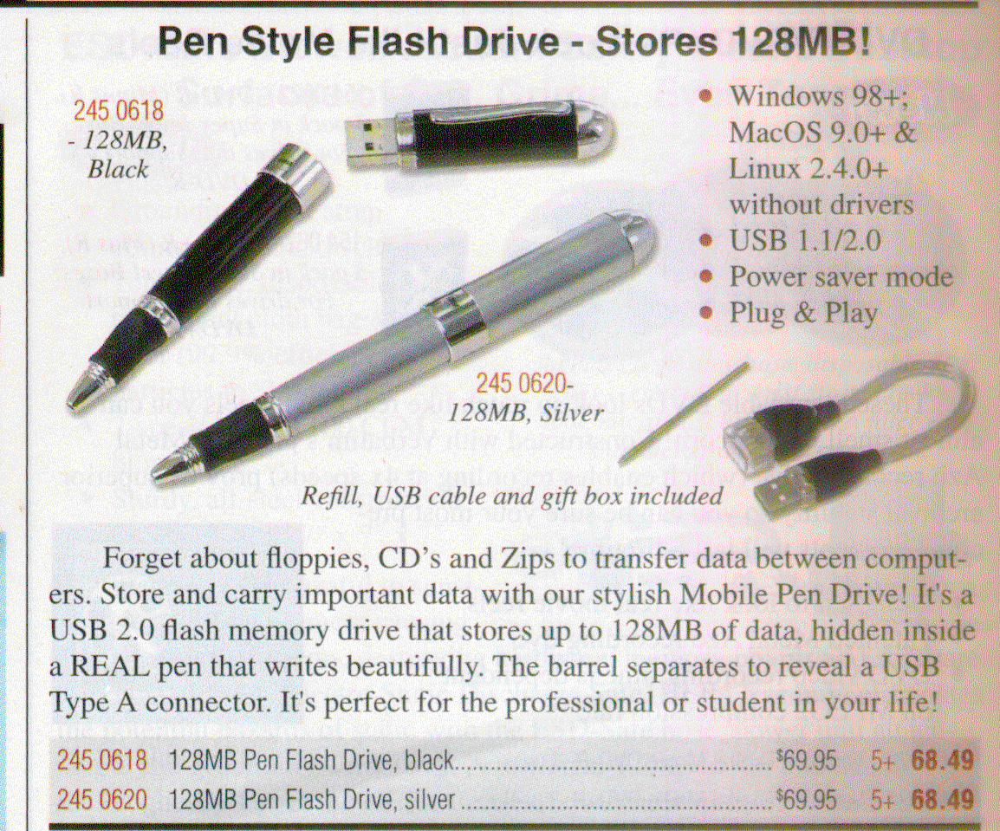 Pen Style Flash Drive - Stores 128MB!
245 0618
- 128MB,
Black
• Windows 98+;
MacOS 9.0+ &
Linux 2.4.0+
without drivers
• USB 1.1/2.0
• Power saver mode
• Plug & Play
245 0620-
128MB, Silver
Refill, USB cable and gift box included
Forget about floppies, CD's and Zips to transfer data between comput-
ers. Store and carry important data with our stylish Mobile Pen Drive! It's a
USB 2.0 flash memory drive that stores up to 128MB of data, hidden inside
a REAL pen that writes beautifully. The barrel separates to reveal a USB
Type A connector. It's perfect for the professional or student in your life!
245 0618 128MB Pen Flash Drive, black.................................................... $69.95 5+ 68.49
245 0620 128MB Pen Flash Drive, silver ................................................... $69.95 5+ 68.49